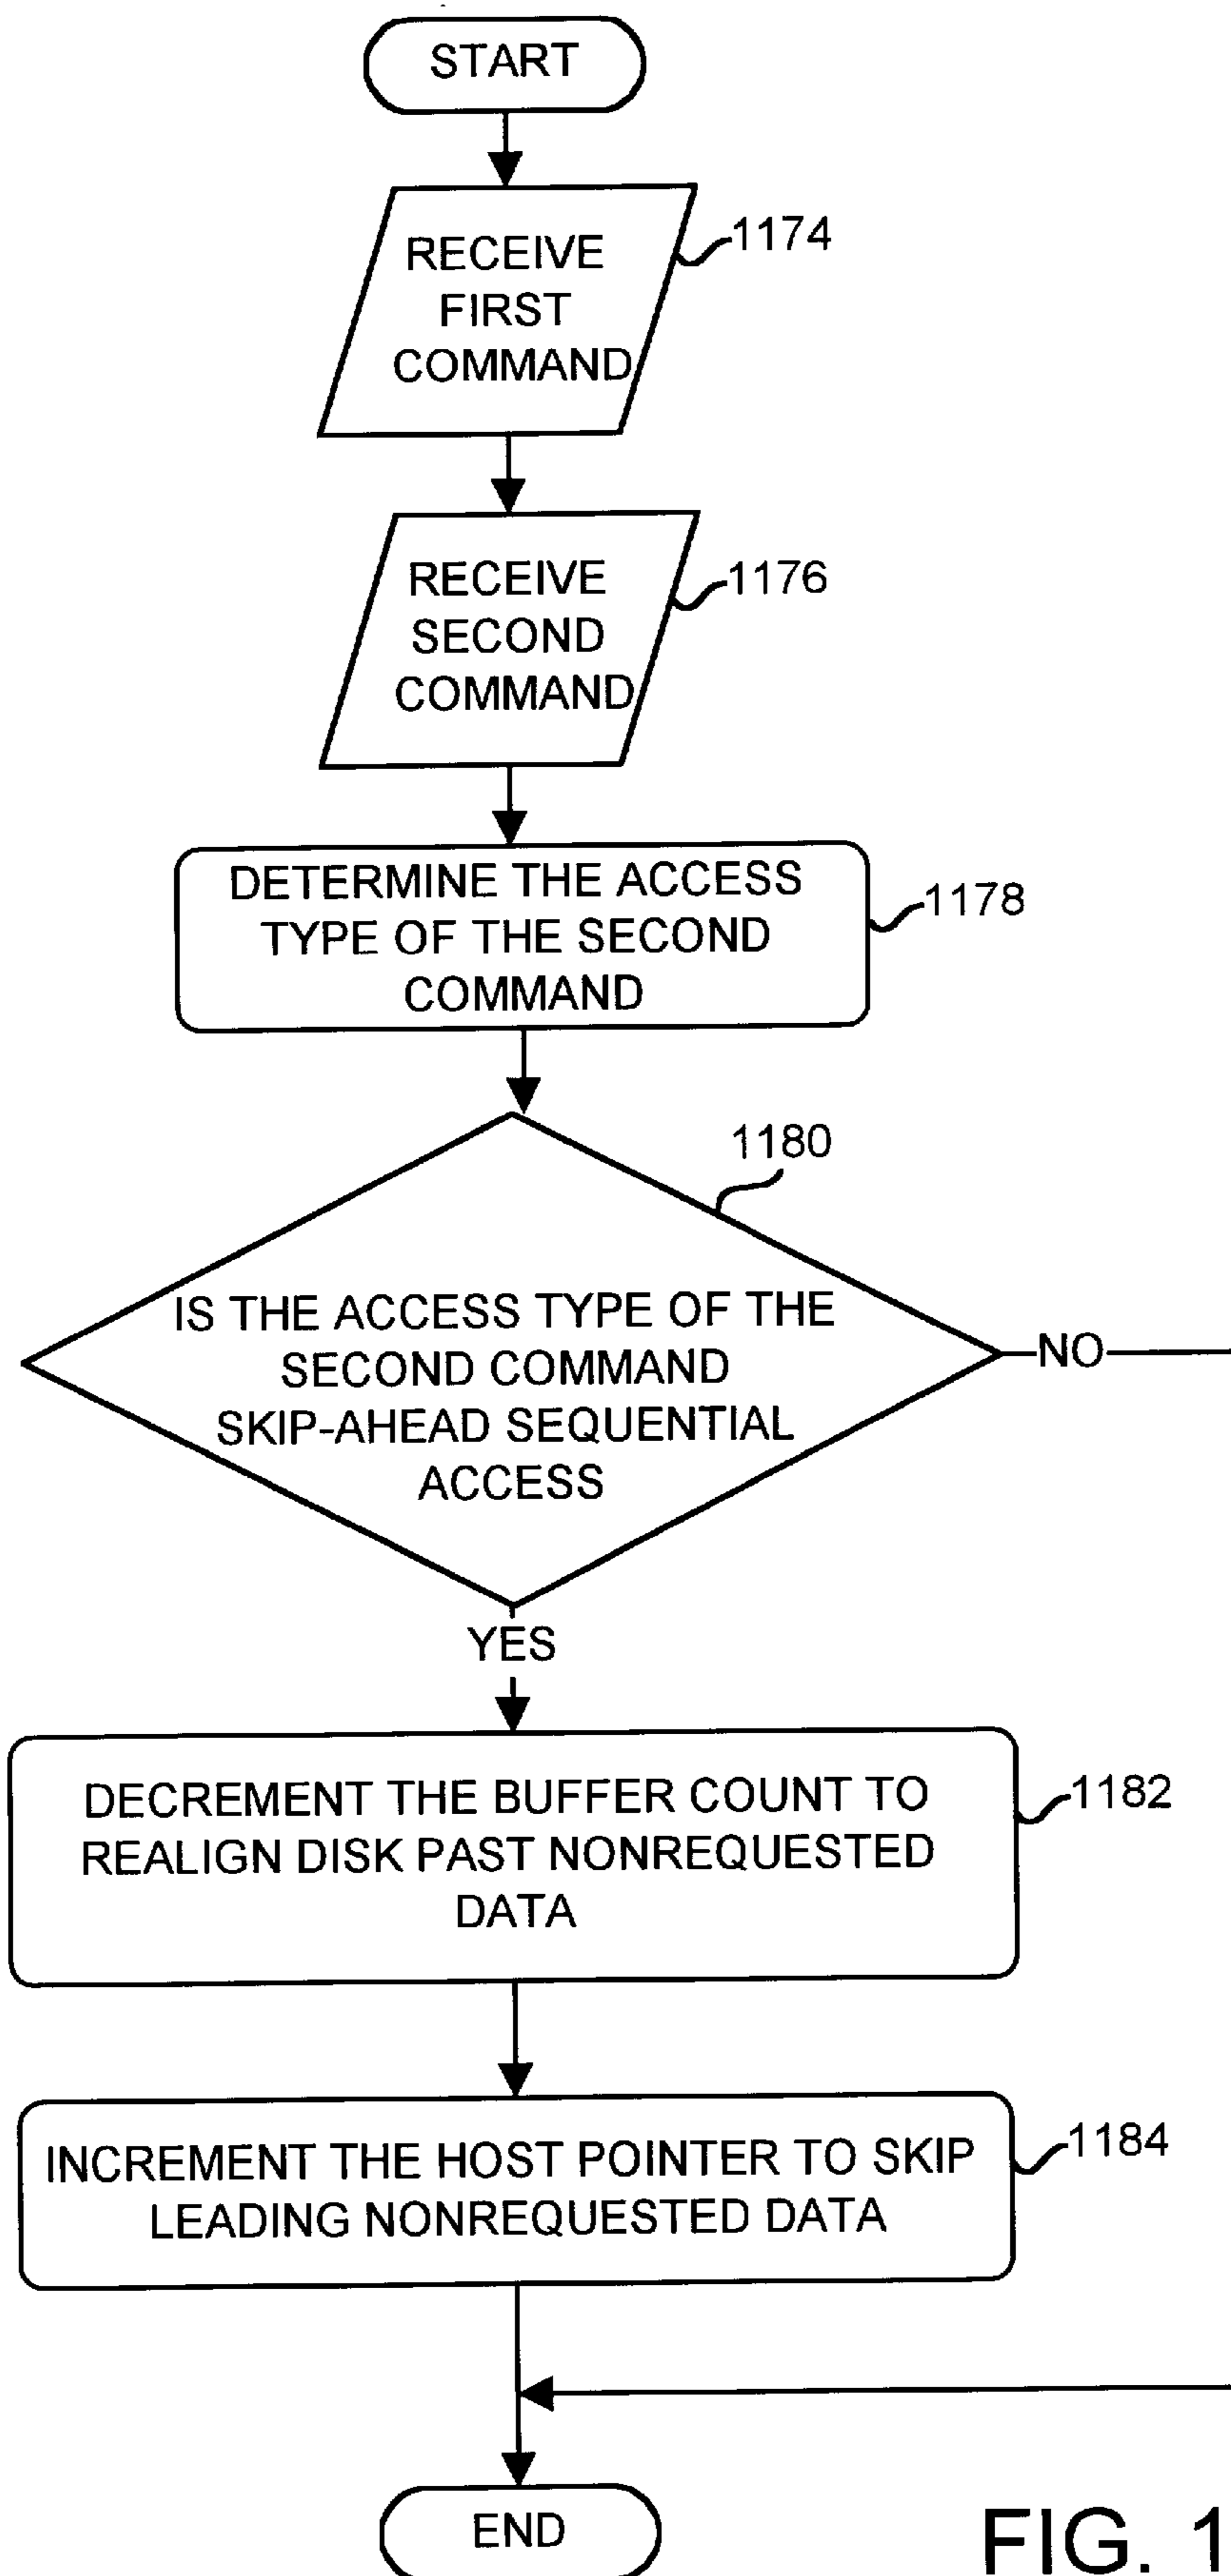 START
RECEIVE
FIRST
COMMAND
1174
RECEIVE
SECOND
COMMAND
1176
DETERMINE THE ACCESS
TYPE OF THE SECOND
COMMAND
1178
1180
IS THE ACCESS TYPE OF THE
SECOND COMMAND
SKIP-AHEAD SEQUENTIAL
ACCESS
NO
YES
DECREMENT THE BUFFER COUNT TO
REALIGN DISK PAST NONREQUESTED
DATA
1182
INCREMENT THE HOST POINTER TO SKIP
LEADING NONREQUESTED DATA
1184
END
FIG. 1